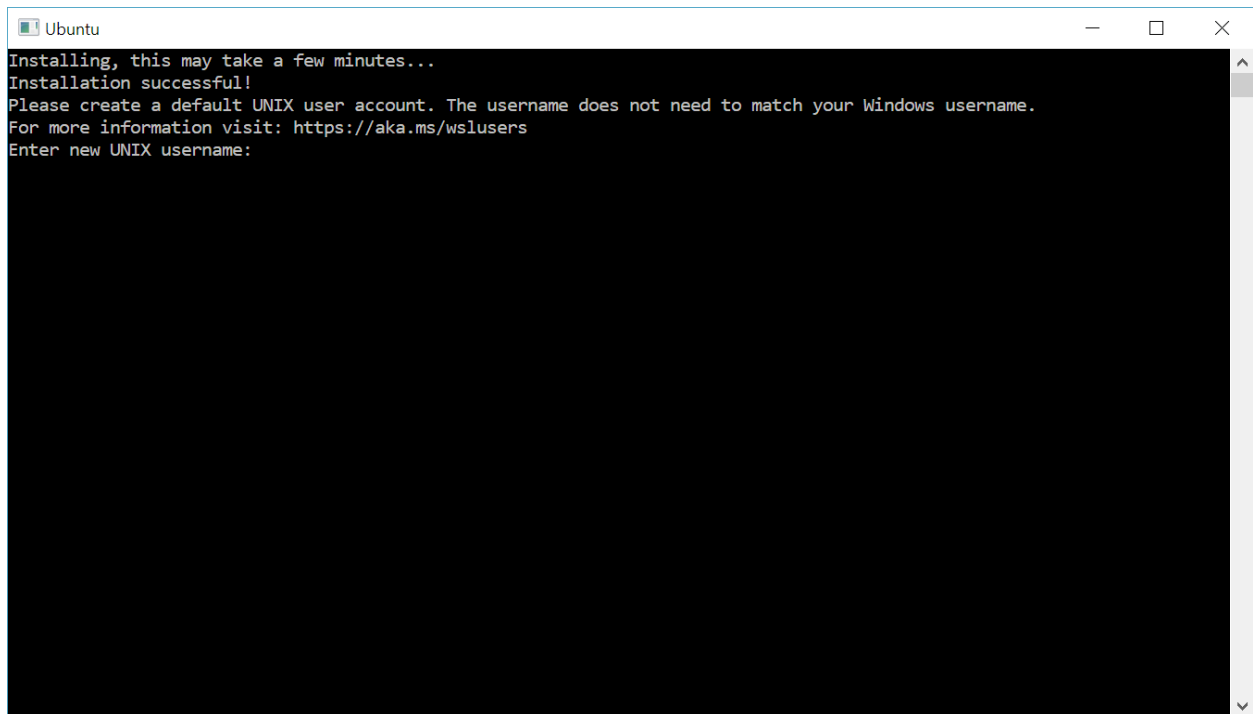 Ubuntu
Installing, this may take a few minutes...
Installation successful!
Please create a default UNIX user account. The username does not need to match your Windows username.
For more information visit: https://aka.ms/wslusers
Enter new UNIX username: